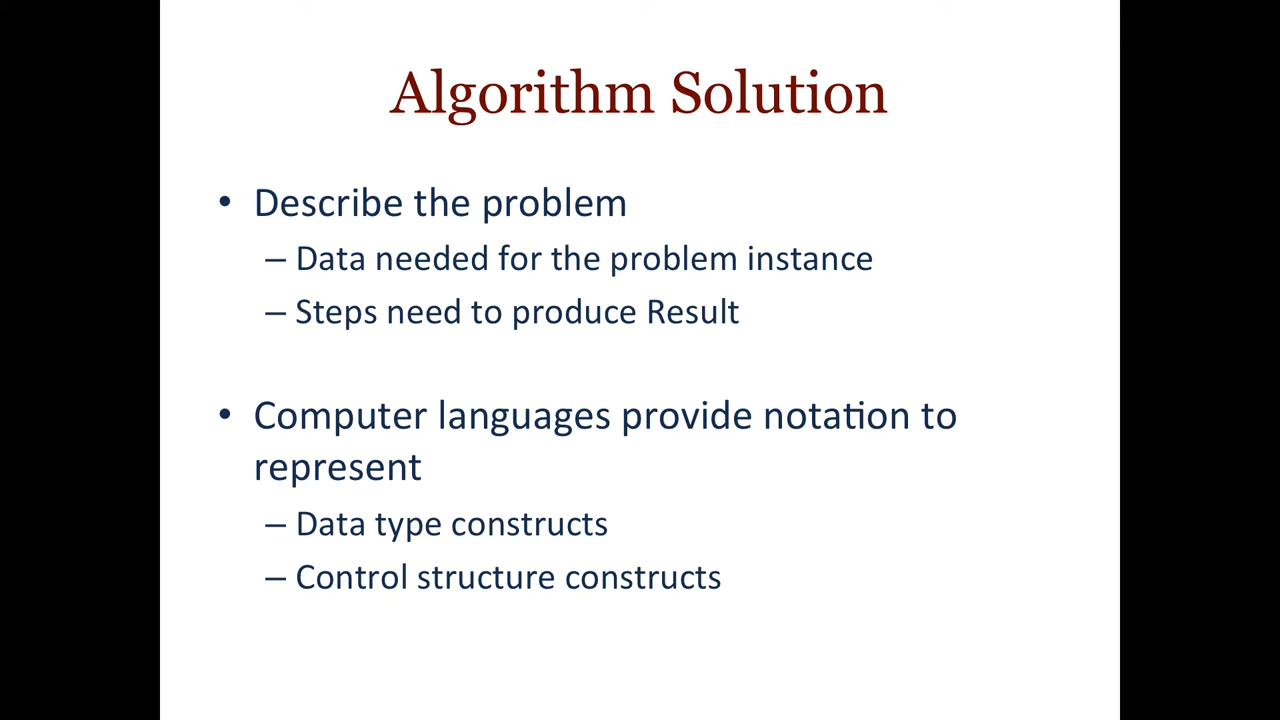 Algorithm Solution
• Describe the problem
– Data needed for the problem instance
– Steps need to produce Result
• Computer languages provide notation to
represent
– Data type constructs
– Control structure constructs